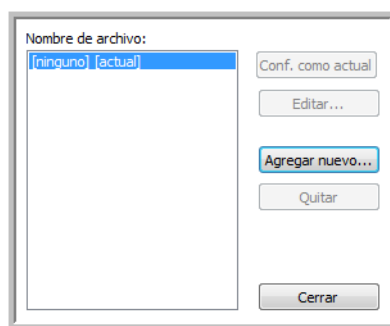 Nombre de archivo:
[ninguno] [actual]
Conf. como actual
Editar...
Agregar nuevo...
Quitar
Cerrar